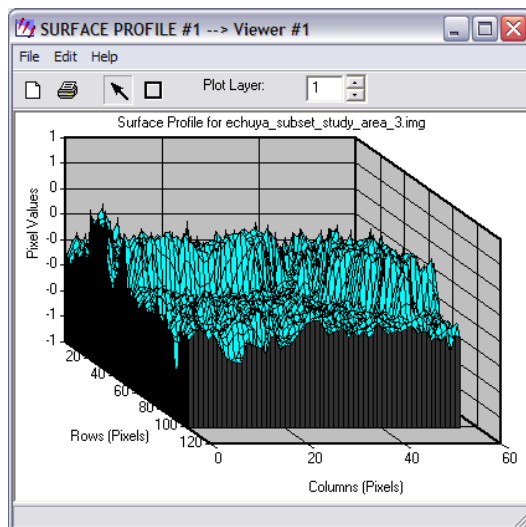 SURFACE PROFILE #1 --> Viewer #1
File Edit Help
Plot Layer: 1
Surface Profile for echuya_subset_study_area_3.img
Pixel Values
1
1
0
0
-0
-0
-0
-1
-1
20
40
60
80
100
120
Rows (Pixels)
0 20 40 60
Columns (Pixels)